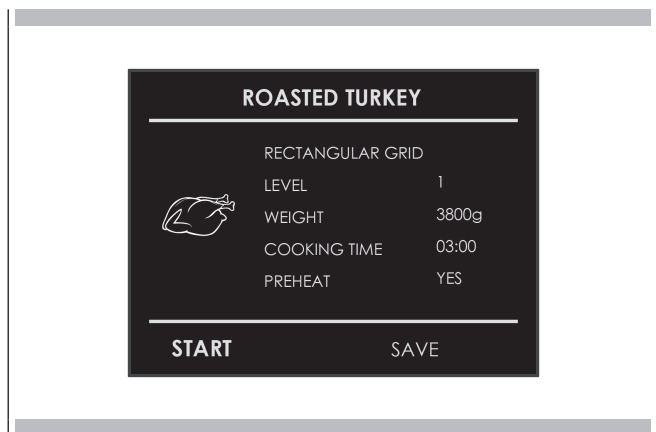 ROASTED TURKEY
RECTANGULAR GRID
LEVEL 1
WEIGHT 3800g
COOKING TIME 03:00
PREHEAT YES
START SAVE